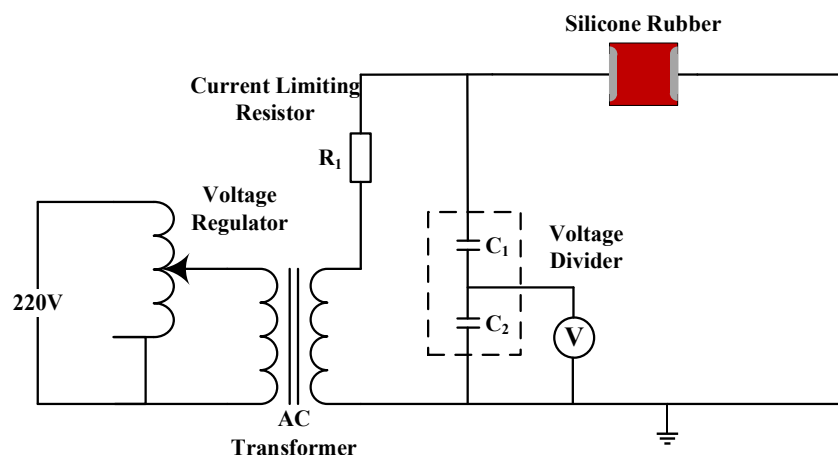 Silicone Rubber
Current Limiting
Resistor
R₁
Voltage
Regulator
C₁
Voltage
Divider
220V
C₂
V
AC
Transformer